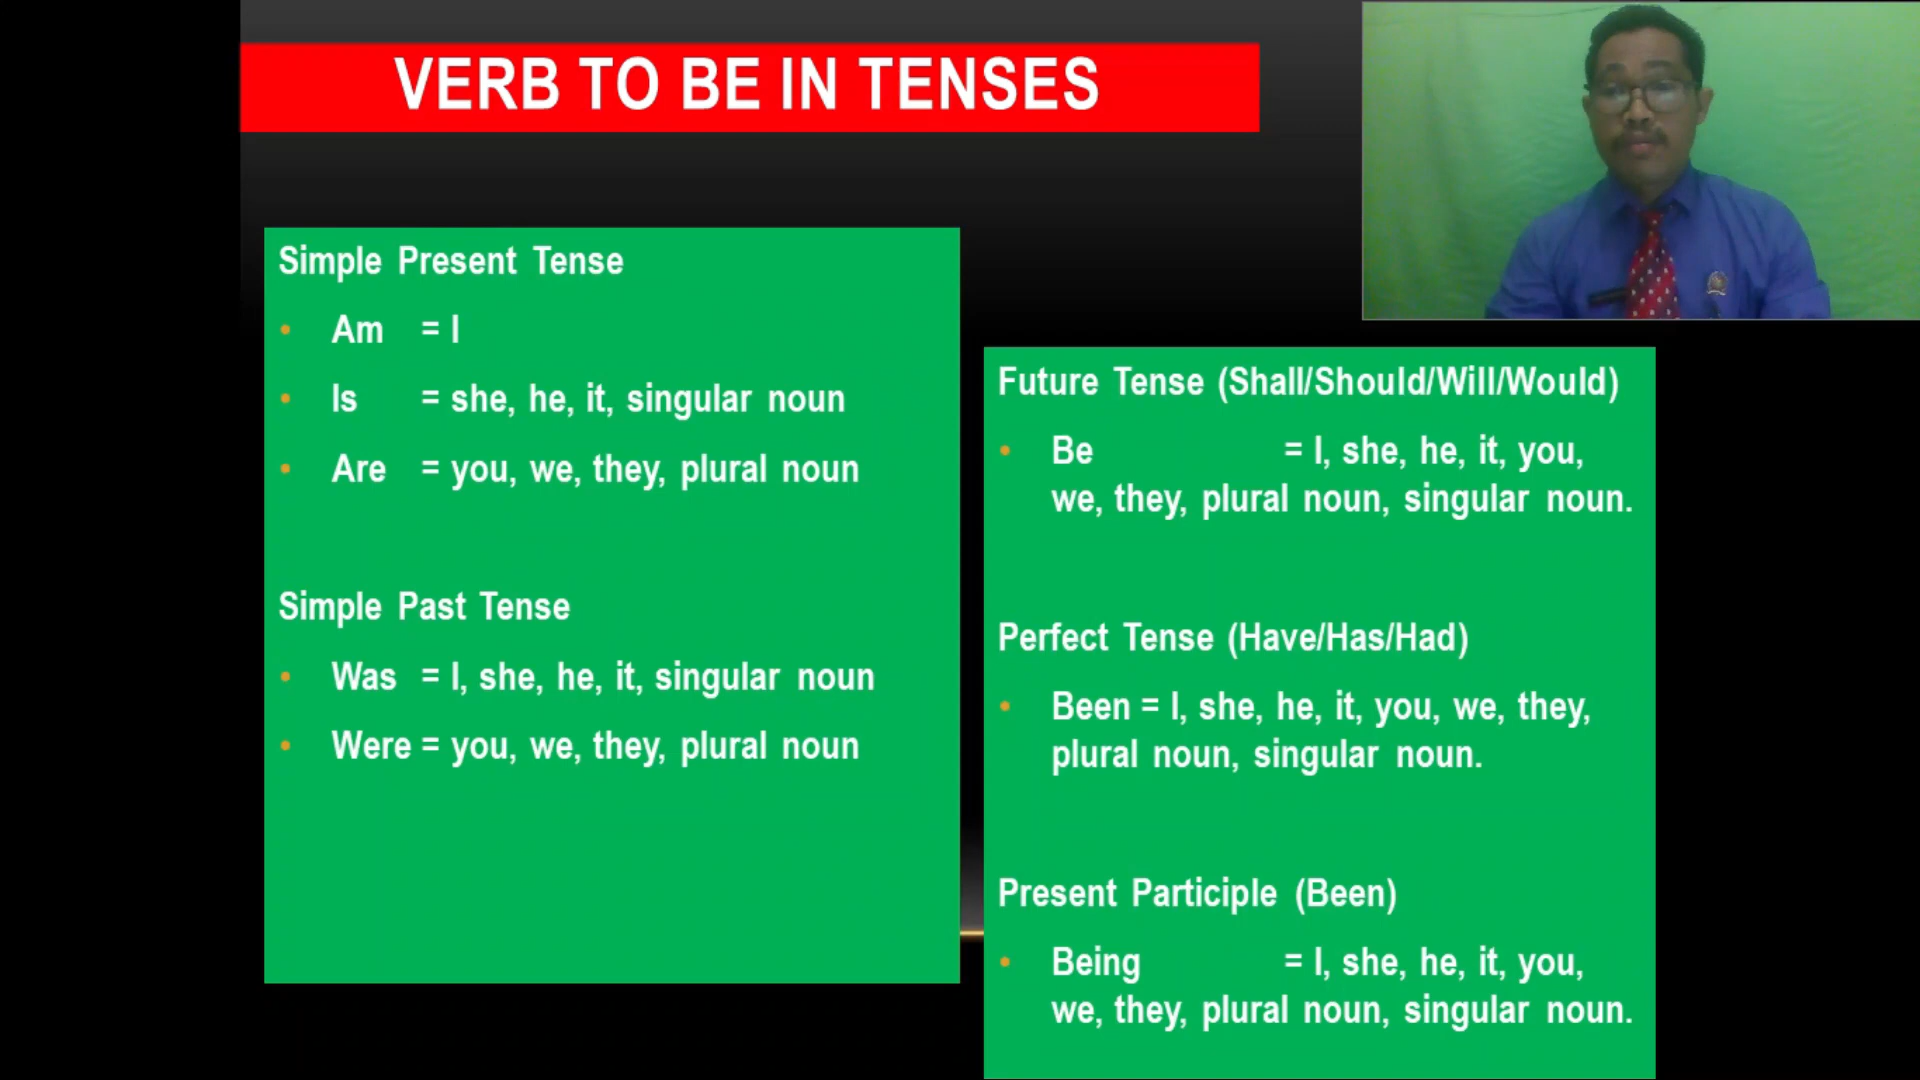 VERB TO BE IN TENSES
Simple Present Tense
• Am = I
• Is = she, he, it, singular noun
• Are = you, we, they, plural noun
Simple Past Tense
• Was = I, she, he, it, singular noun
• Were = you, we, they, plural noun
Future Tense (Shall/Should/Will/Would)
• Be = I, she, he, it, you,
we, they, plural noun, singular noun.
Perfect Tense (Have/Has/Had)
• Been = I, she, he, it, you, we, they,
plural noun, singular noun.
Present Participle (Been)
• Being = I, she, he, it, you,
we, they, plural noun, singular noun.